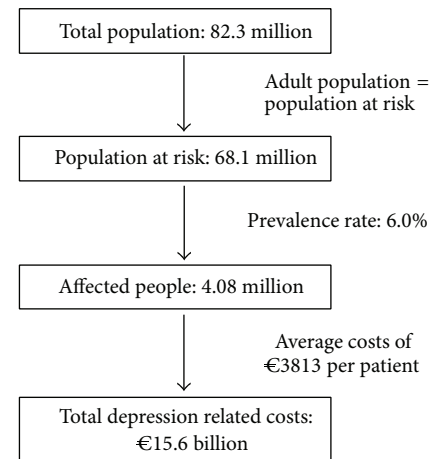 Total population: 82.3 million
Adult population =
population at risk
Population at risk: 68.1 million
Prevalence rate: 6.0%
Affected people: 4.08 million
Average costs of
€3813 per patient
Total depression related costs:
€15.6 billion